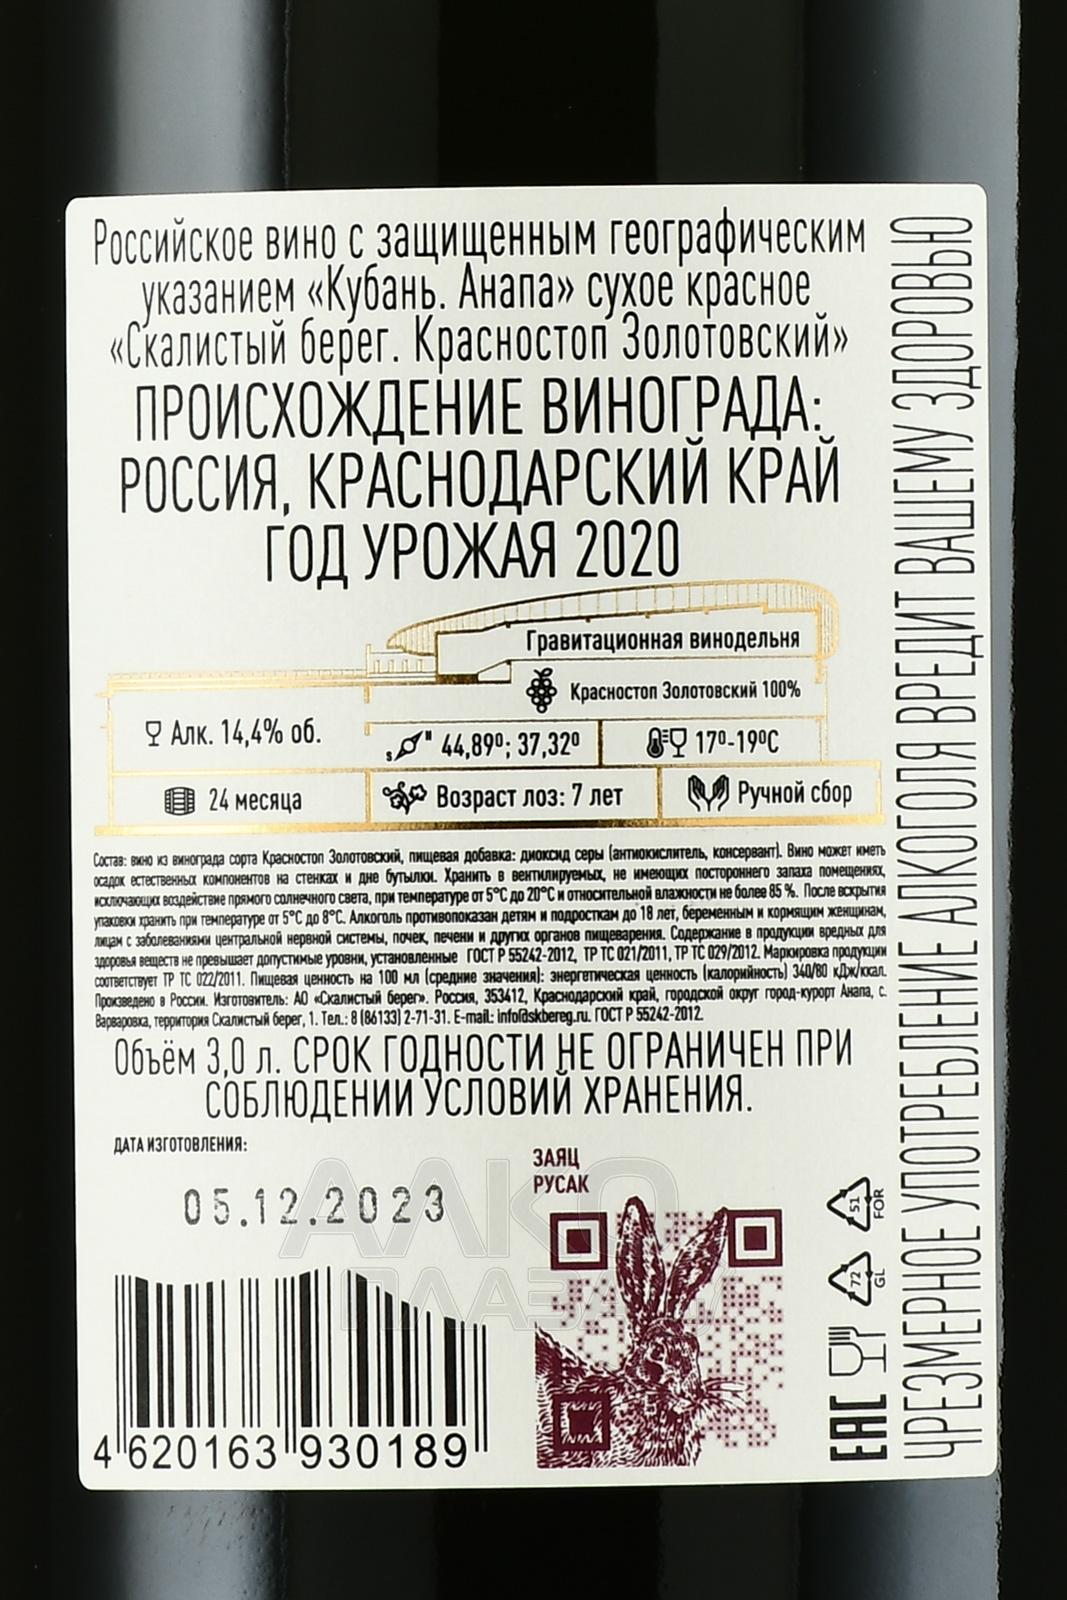 Российское вино с защищенным географическим
указанием «Кубань. Анапа» сухое красное
«Скалистый берег. Красностоп Золотовский»
ПРОИСХОЖДЕНИЕ ВИНОГРАДА:
РОССИЯ, КРАСНОДАРСКИЙ КРАЙ
ГОД УРОЖАЯ 2020
Гравитационная винодельня
Красностоп Золотовский 100%
Алк. 14,4% об.
S N 44,89⁰; 37,32⁰
17⁰-19⁰С
24 месяца
Возраст лоз: 7 лет
Ручной сбор
Состав: вино из винограда сорта Красностоп Золотовский, пищевая добавка: диоксид серы (антиокислитель, консервант). Вино может иметь
осадок естественных компонентов на стенках и дне бутылки. Хранить в вентилируемых, не имеющих постороннего запаха помещениях,
исключающих воздействие прямого солнечного света, при температуре от 5°С до 20°С и относительной влажности не более 85 %. После вскрытия
упаковки хранить при температуре от 5°С до 8°С. Алкоголь противопоказан детям и подросткам до 18 лет, беременным и кормящим женщинам,
лицам с заболеваниями центральной нервной системы, почек, печени и других органов пищеварения. Содержание в продукции вредных для
здоровья веществ не превышает допустимые уровни, установленные ГОСТ Р 55242-2012, ТР ТС 021/2011, ТР ТС 029/2012. Маркировка продукции
соответствует ТР ТС 022/2011. Пищевая ценность на 100 мл (средние значения): энергетическая ценность (калорийность) 340/80 кДж/ккал.
Произведено в России. Изготовитель: АО «Скалистый берег». Россия, 353412, Краснодарский край, городской округ город-курорт Анапа, с.
Варваровка, территория Скалистый берег, 1. Тел.: 8 (86133) 2-71-31. E-mail: info@skbereg.ru. ГОСТ Р 55242-2012.
Объём 3,0 л. СРОК ГОДНОСТИ НЕ ОГРАНИЧЕН ПРИ
СОБЛЮДЕНИИ УСЛОВИЙ ХРАНЕНИЯ.
ДАТА ИЗГОТОВЛЕНИЯ:
05.12.2023
ЗАЯЦ
РУСАК
АЛКО
ПЛАЗА
4 620163 930189
51
FOR
72
GL
EAC
ЧРЕЗМЕРНОЕ УПОТРЕБЛЕНИЕ АЛКОГОЛЯ ВРЕДИТ ВАШЕМУ ЗДОРОВЬЮ